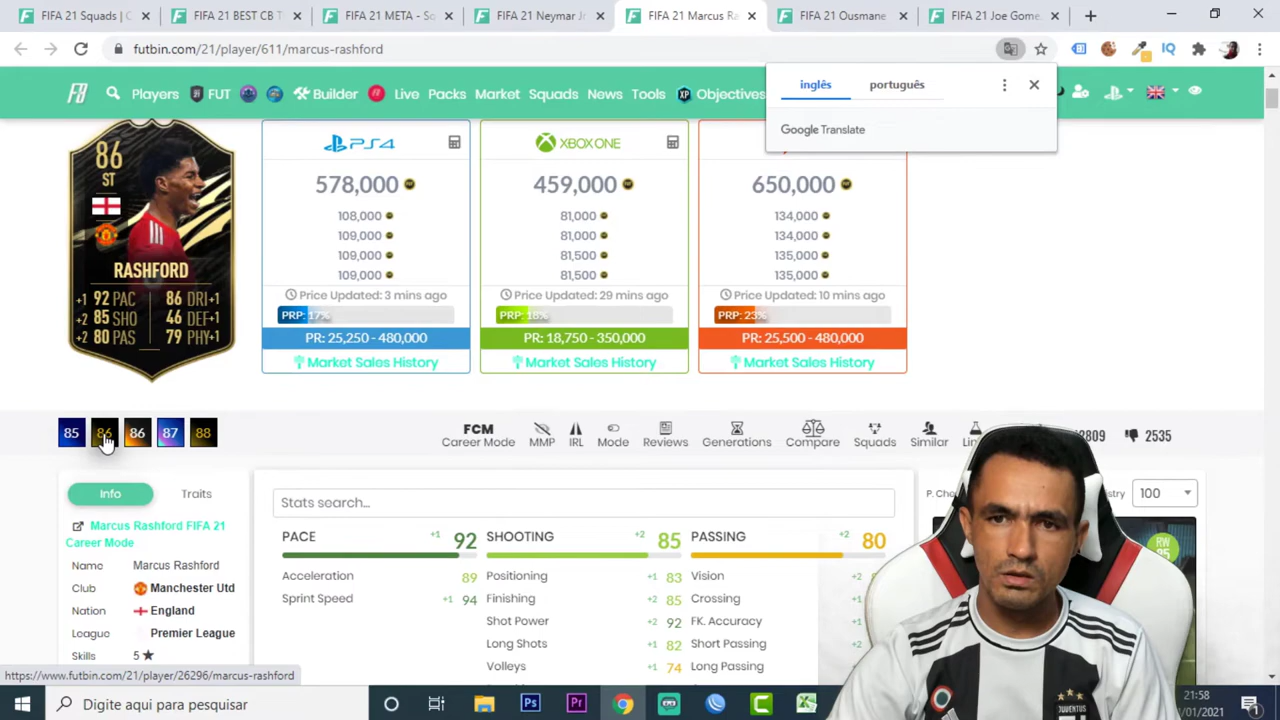 FIFA 21 Squads | C
FIFA 21 BEST CB T
FIFA 21 META - So
FIFA 21 Neymar Jr
FIFA 21 Marcus Ra
FIFA 21 Ousmane
FIFA 21 Joe Gome
futbin.com/21/player/611/marcus-rashford
IQ
Players FUT Builder Live Packs Market Squads News Tools XP Objectives
inglês português
Google Translate
86
ST
RASHFORD
+1 92 PAC 86 DRI +1
+2 85 SHO 46 DEF +1
+2 80 PAS 79 PHY +1
PS4
578,000
108,000
109,000
109,000
109,000
Price Updated: 3 mins ago
PRP: 17%
PR: 25,250 - 480,000
Market Sales History
XBOX ONE
459,000
81,000
81,000
81,500
81,500
Price Updated: 29 mins ago
PRP: 18%
PR: 18,750 - 350,000
Market Sales History
650,000
134,000
134,000
135,000
135,000
Price Updated: 10 mins ago
PRP: 23%
PR: 25,500 - 480,000
Market Sales History
85 86 86 87 88
FCM
Career Mode MMP IRL Mode Reviews Generations Compare Squads Similar
2535
Info Traits
Marcus Rashford FIFA 21
Career Mode
Name Marcus Rashford
Club Manchester Utd
Nation England
League Premier League
Skills 5 ★
Stats search...
PACE +1 92
Acceleration 89
Sprint Speed +1 94
SHOOTING +2 85
Positioning +1 83
Finishing +2 85
Shot Power +2 92
Long Shots +1 82
Volleys +1 74
PASSING +2 80
Vision +2
Crossing +1
FK. Accuracy
Short Passing
Long Passing
100
RW
85
https://www.futbin.com/21/player/26296/marcus-rashford
Digite aqui para pesquisar
Ps
Pr
JUVENTUS
21:58